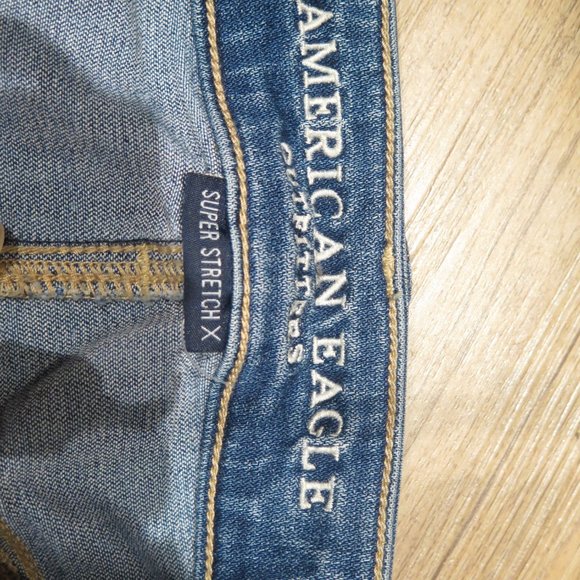 AMERICAN EAGLE
OUTFITTERS
SUPER STRETCH X